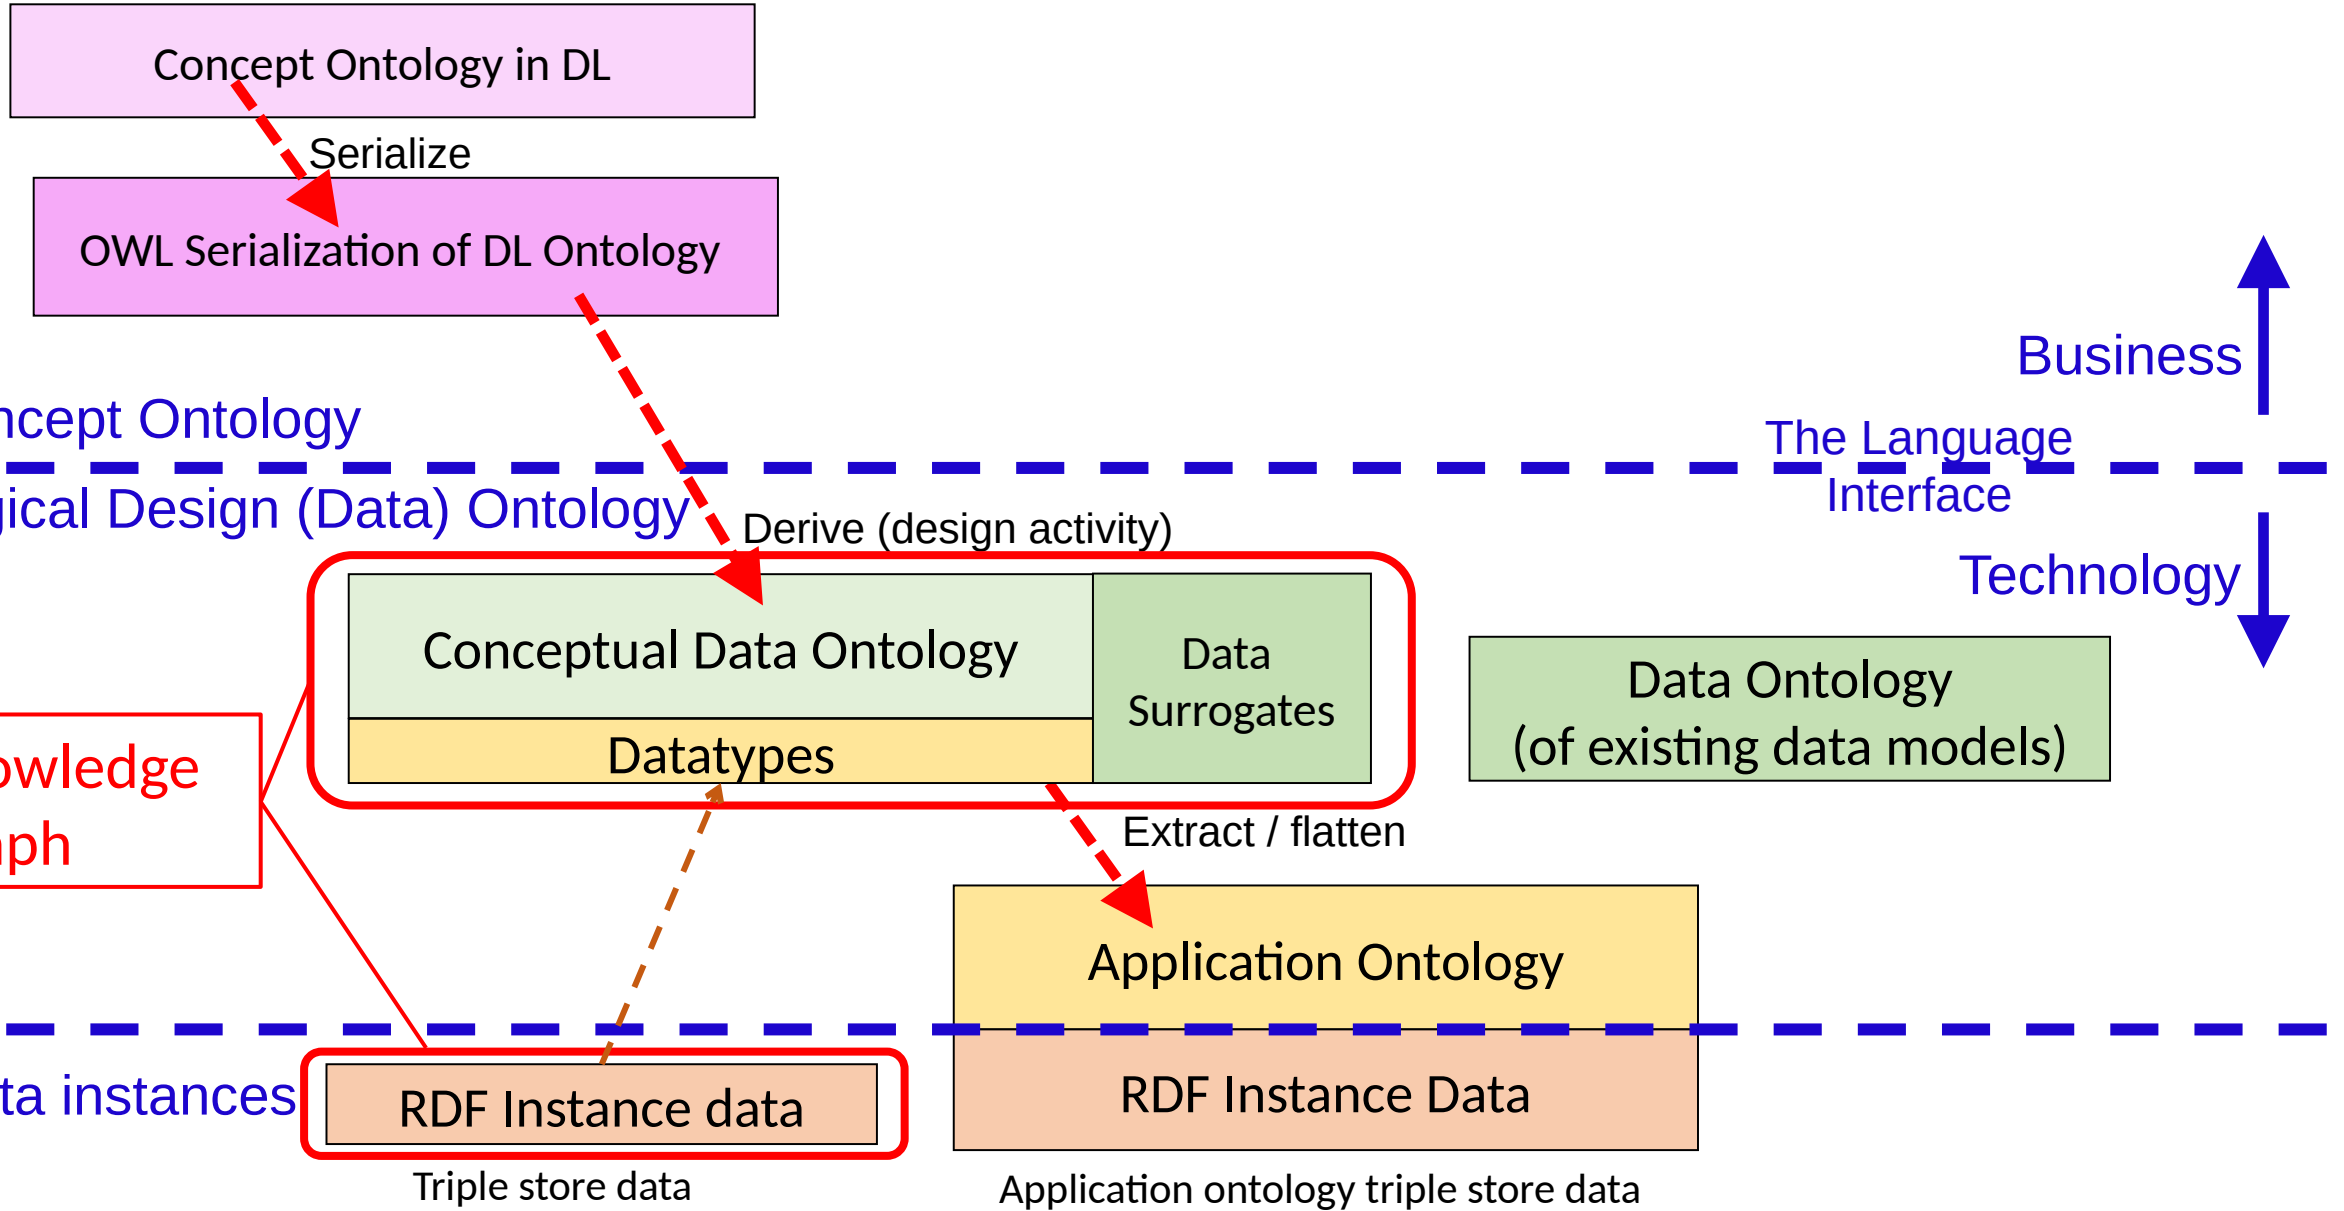 Concept Ontology in DL
Serialize
OWL Serialization of DL Ontology
Business
ncept Ontology
The Language
Interface
gical Design (Data) Ontology
Derive (design activity)
Technology
Conceptual Data Ontology
Data
Surrogates
Datatypes
Data Ontology
(of existing data models)
owledge
ph
Extract / flatten
Application Ontology
ta instances
RDF Instance data
RDF Instance Data
Triple store data
Application ontology triple store data